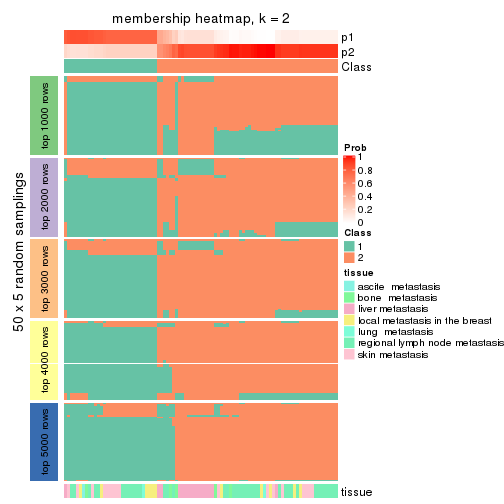 membership heatmap, k = 2
p1
p2
Class
50 x 5 random samplings
top 1000 rows
top 2000 rows
top 3000 rows
top 4000 rows
top 5000 rows
Prob
1
0.8
0.6
0.4
0.2
0
Class
1
2
tissue
ascite metastasis
bone metastasis
liver metastasis
local metastasis in the breast
lung metastasis
regional lymph node metastasis
skin metastasis
tissue